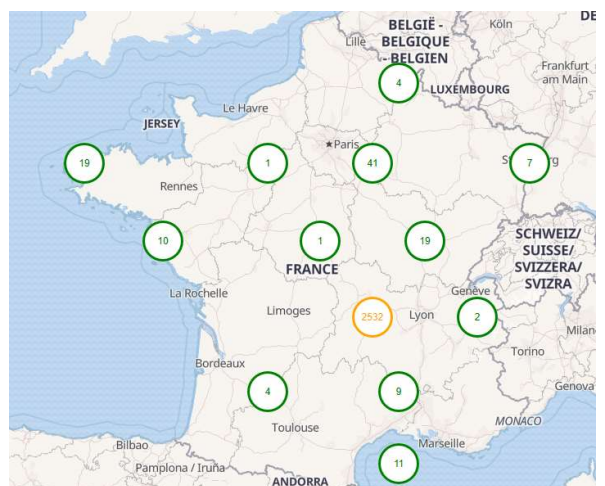 BELGIË -
BELGIQUE
- BELGIEN
Köln
DE
Lille
4
LUXEMBOURG
Frankfurt
am Main
Le Havre
JERSEY
19
1
★Paris
41
7
Rennes
10
1
19
FRANCE
SCHWEIZ/
SUISSE/
SVIZZERA/
SVIZRA
La Rochelle
Genève
Limoges
2532
Lyon
2
Milano
Torino
Bordeaux
4
9
Genova
Toulouse
MONACO
Bilbao
Marseille
Pamplona / Iruña
11
ANDORRA